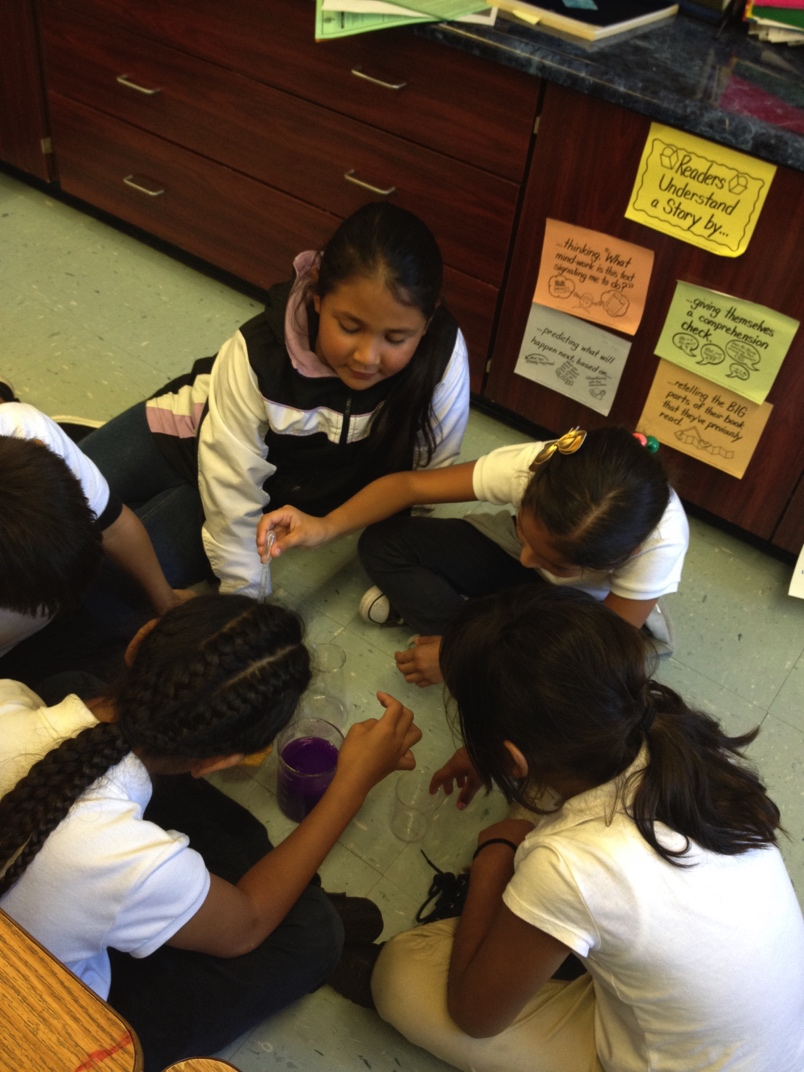 Readers
Understand
a Story by...
...thinking, "What
mind work is this text
signaling me to do?"
...predicting what will
happen next based on...
...giving themselves
a comprehension
check.
...retelling the BIG
parts of their book
that they've previously
read.